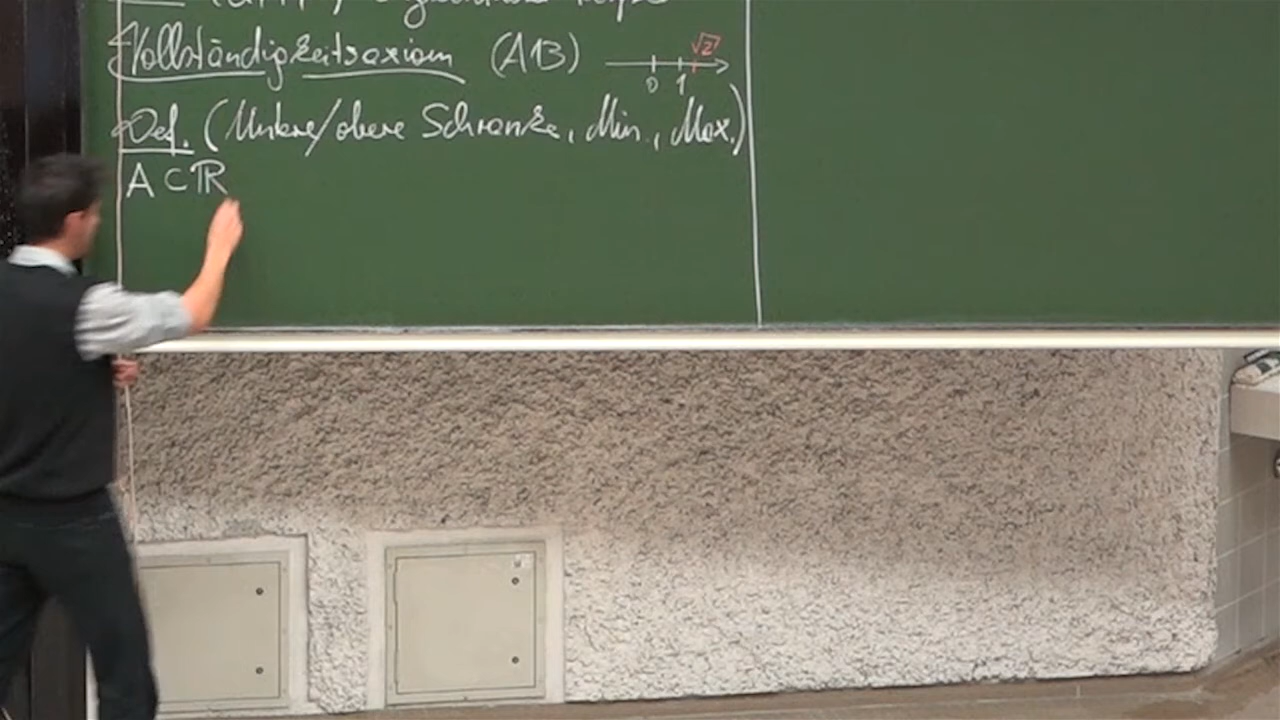 Vollständigkeitsaxiom (A13)
√2
0 1
Def. (Untere/obere Schranke, Min., Max.)
A ⊂ ℝ